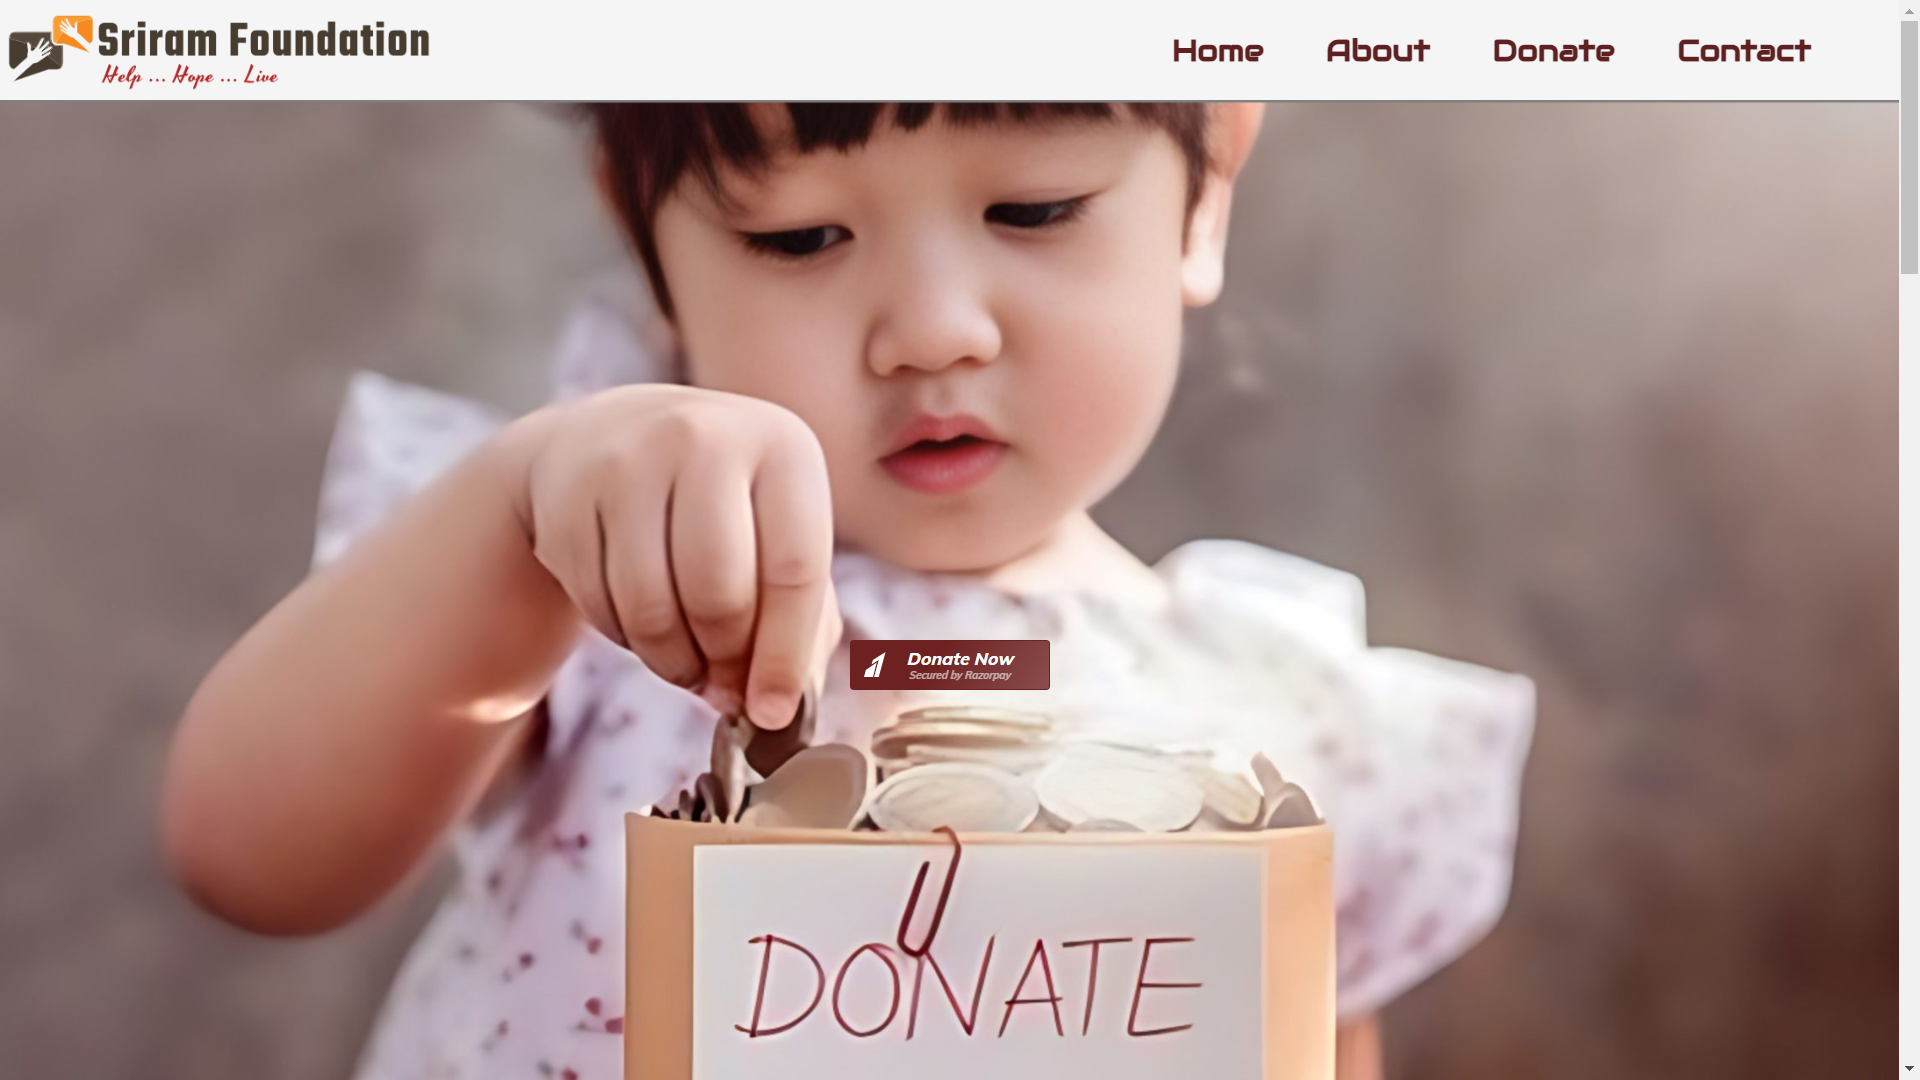 Sriram Foundation
Help ... Hope ... Live
Home About Donate Contact
Donate Now
Secured by Razorpay
DONATE